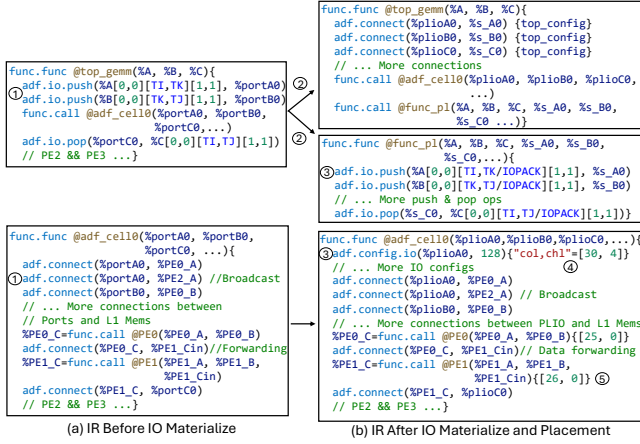 func.func @top_gemm(%A, %B, %C){
① adf.io.push(%A[0,0][TI,TK][1,1], %portA0)
adf.io.push(%B[0,0][TK,TJ][1,1], %portB0)
func.call @adf_cell0(%portA0, %portB0,
%portC0,...)
adf.io.pop(%portC0, %C[0,0][TI,TJ][1,1])
// PE2 && PE3 ...}
②
②
func.func @adf_cell0(%portA0, %portB0,
%portC0, ...){
① adf.connect(%portA0, %PE0_A)
adf.connect(%portA0, %PE2_A) //Broadcast
adf.connect(%portB0, %PE0_B)
// ... More connections between
// Ports and L1 Mems
%PE0_C=func.call @PE0(%PE0_A, %PE0_B)
adf.connect(%PE0_C, %PE1_Cin)//Forwarding
%PE1_C=func.call @PE1(%PE1_A, %PE1_B,
%PE1_Cin)
adf.connect(%PE1_C, %portC0)
// PE2 && PE3 ...}
(a) IR Before IO Materialize
func.func @top_gemm(%A, %B, %C){
adf.connect(%plioA0, %s_A0) {top_config}
adf.connect(%plioB0, %s_B0) {top_config}
adf.connect(%plioC0, %s_C0) {top_config}
// ... More connections
func.call @adf_cell0(%plioA0, %plioB0, %plioC0,
...)
func.call @func_pl(%A, %B, %C, %s_A0, %s_B0,
%s_C0 ...)}
func.func @func_pl(%A, %B, %C, %s_A0, %s_B0,
%s_C0,...){
③ adf.io.push(%A[0,0][TI,TK/IOPACK][1,1], %s_A0)
adf.io.push(%B[0,0][TK,TJ/IOPACK][1,1], %s_B0)
// ... More push & pop ops
adf.io.pop(%s_C0, %C[0,0][TI,TJ/IOPACK][1,1])}
func.func @adf_cell0(%plioA0,%plioB0,%plioC0,...){
③ adf.config.io(%plioA0, 128){"col,chl"=[30, 4]}
// ... More IO configs ④
adf.connect(%plioA0, %PE0_A)
adf.connect(%plioA0, %PE2_A) // Broadcast
adf.connect(%plioB0, %PE0_B)
// ... More connections between PLIO and L1 Mems
%PE0_C=func.call @PE0(%PE0_A, %PE0_B){[25, 0]}
adf.connect(%PE0_C, %PE1_Cin)// Data forwarding
%PE1_C=func.call @PE1(%PE1_A, %PE1_B,
%PE1_Cin){[26, 0]} ⑤
adf.connect(%PE1_C, %plioC0)
// PE2 && PE3 ...}
(b) IR After IO Materialize and Placement